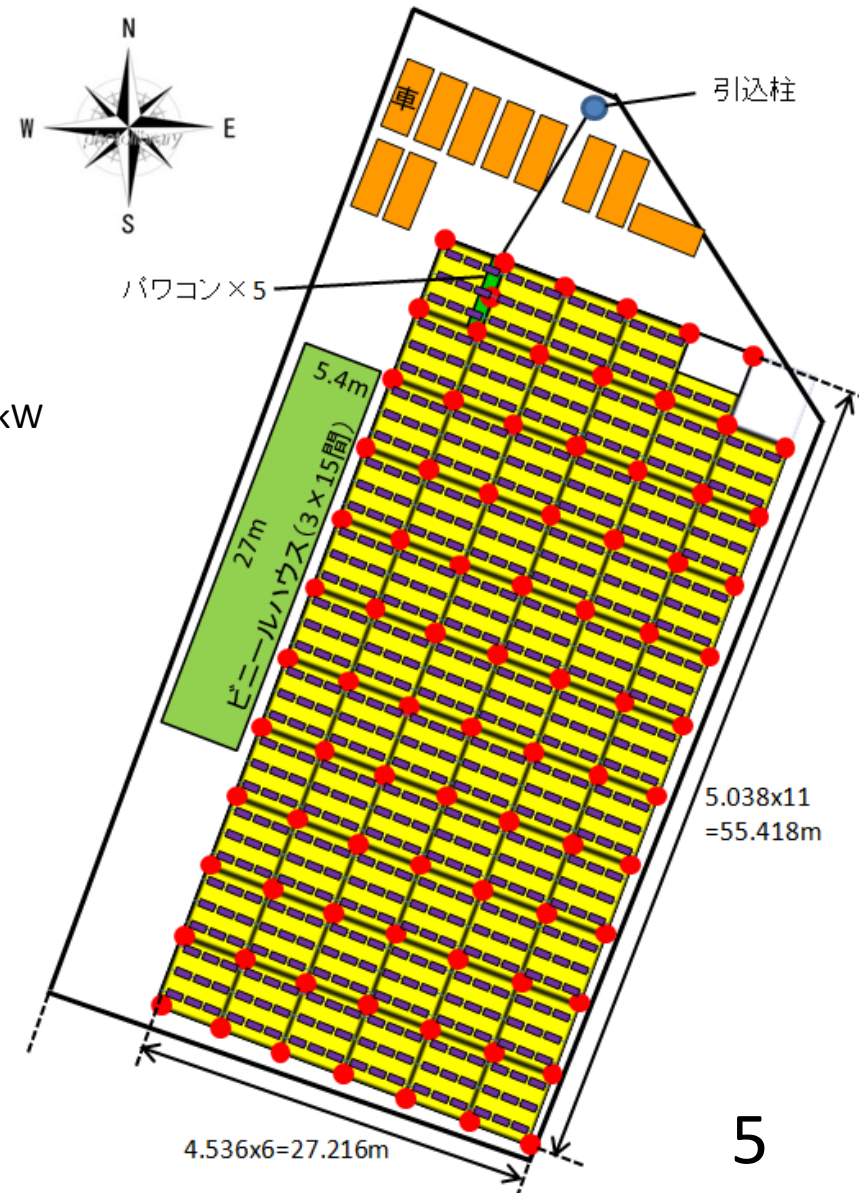 N
W
E
S
photolibrary
車
引込柱
パワコン×5
kW
5.4m
27m
ビニールハウス(3×15間)
5.038x11
=55.418m
4.536x6=27.216m
5